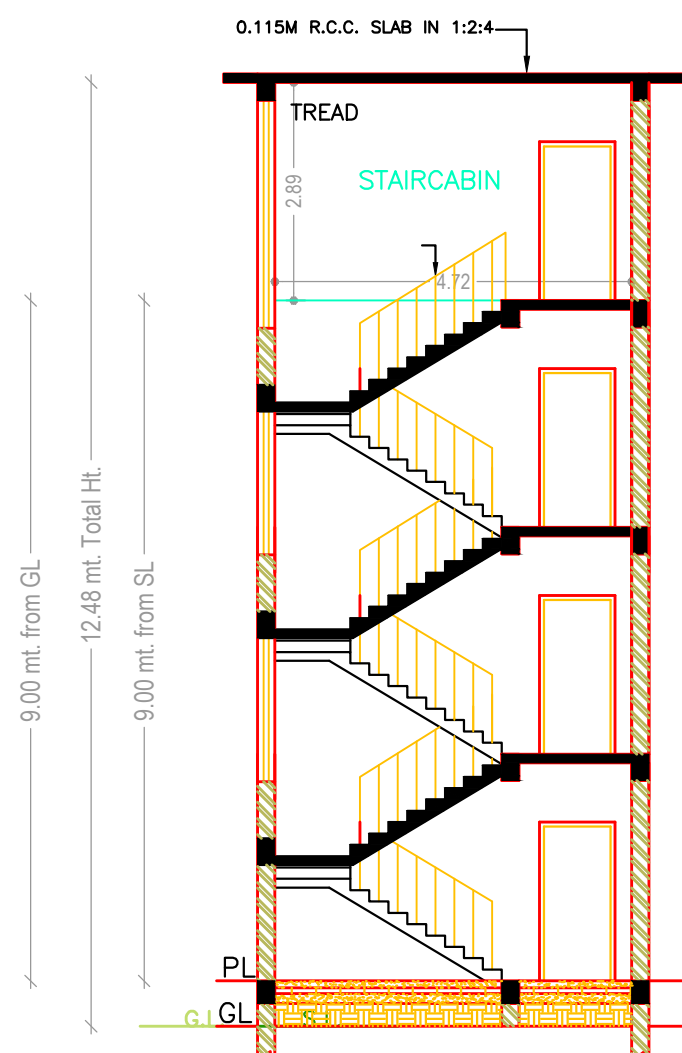 0.115M R.C.C. SLAB IN 1:2:4
TREAD
STAIRCABIN
2.89
4.72
9.00 mt. from GL
12.48 mt. Total Ht.
9.00 mt. from SL
PL
GL